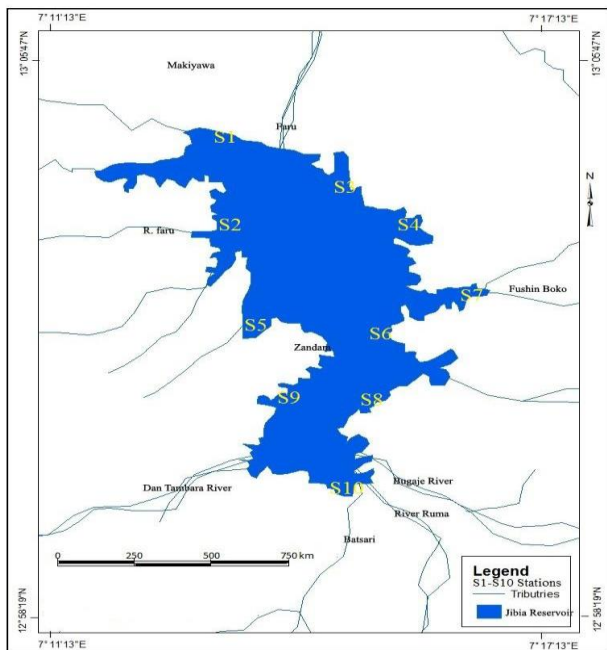 7° 11'13"E
7° 17'13"E
13° 05'47"N
13° 05'47"N
Makiyawa
Faru
S1
S3
N
S2
S4
R. faru
Fushin Boko
S7
S5
S6
Zandam
S9
S8
Dan Tambara River
Bugaje River
S10
River Ruma
Batsari
0 250 500 750 km
Legend
S1-S10 Stations
Tributries
Jibia Reservoir
12° 58'19"N
12° 58'19"N
7° 11'13"E
7° 17'13"E